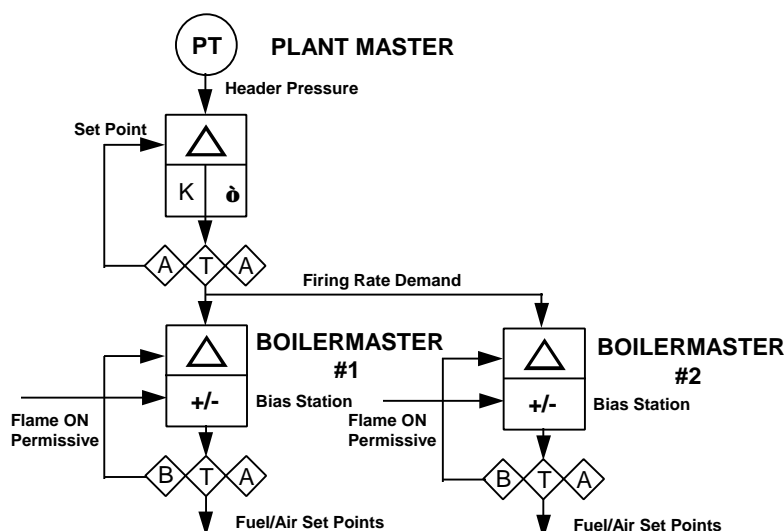 PT
PLANT MASTER
Header Pressure
Set Point
K ò
A T A
Firing Rate Demand
BOILERMASTER
#1
+/-
Bias Station
Flame ON
Permissive
B T A
Fuel/Air Set Points
BOILERMASTER
#2
+/-
Bias Station
Flame ON
Permissive
B T A
Fuel/Air Set Points